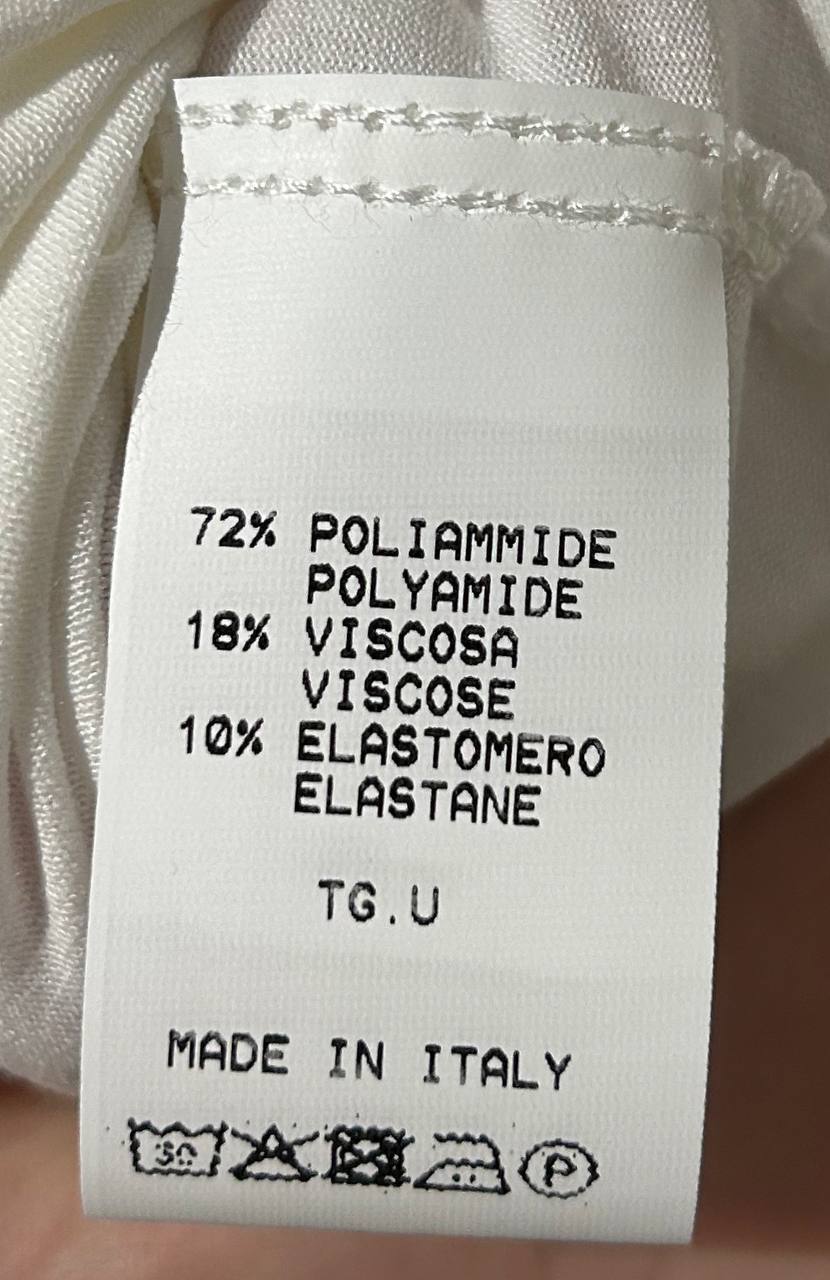 72% POLIAMMIDE
POLYAMIDE
18% VISCOSA
VISCOSE
10% ELASTOMERO
ELASTANE
TG.U
MADE IN ITALY
30 P